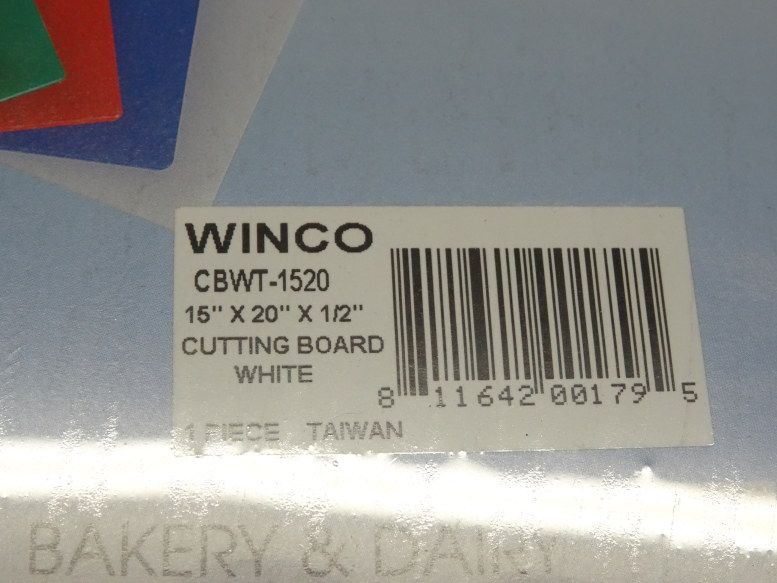 WINCO
CBWT-1520
15" X 20" X 1/2"
CUTTING BOARD
WHITE
8 11642 00179 5
1 PIECE TAIWAN
BAKERY & DAIRY